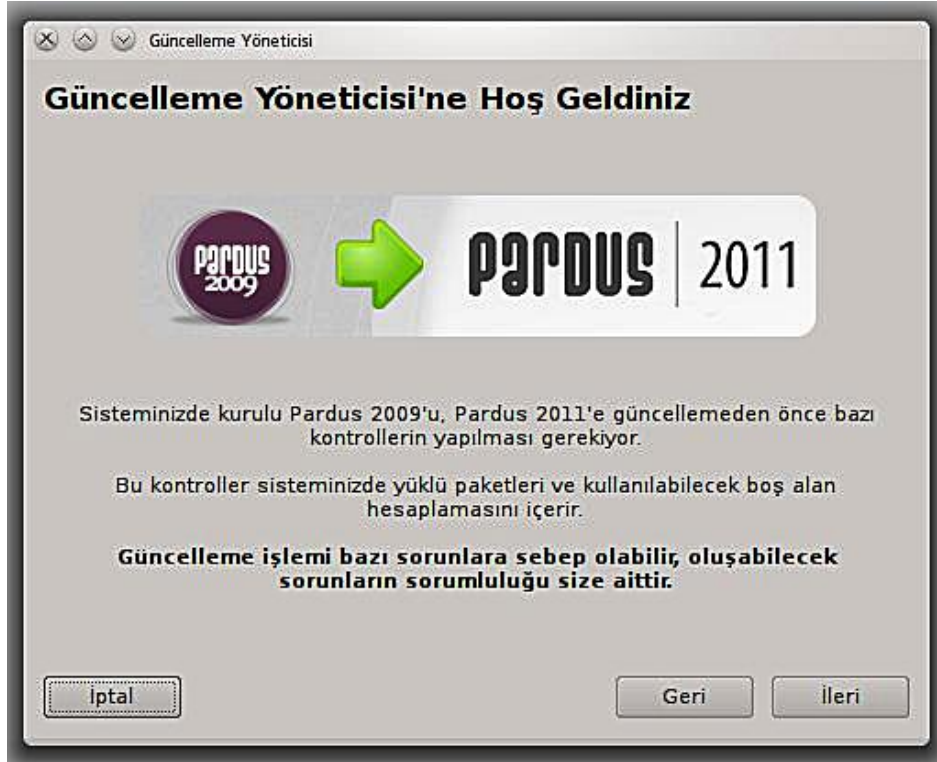 Güncelleme Yöneticisi
Güncelleme Yöneticisi'ne Hoş Geldiniz
PARDUS
2009
PARDUS | 2011
Sisteminizde kurulu Pardus 2009'u, Pardus 2011'e güncellemeden önce bazı
kontrollerin yapılması gerekiyor.
Bu kontroller sisteminizde yüklü paketleri ve kullanılabilecek boş alan
hesaplamasını içerir.
Güncelleme işlemi bazı sorunlara sebep olabilir, oluşabilecek
sorunların sorumluluğu size aittir.
İptal
Geri
İleri